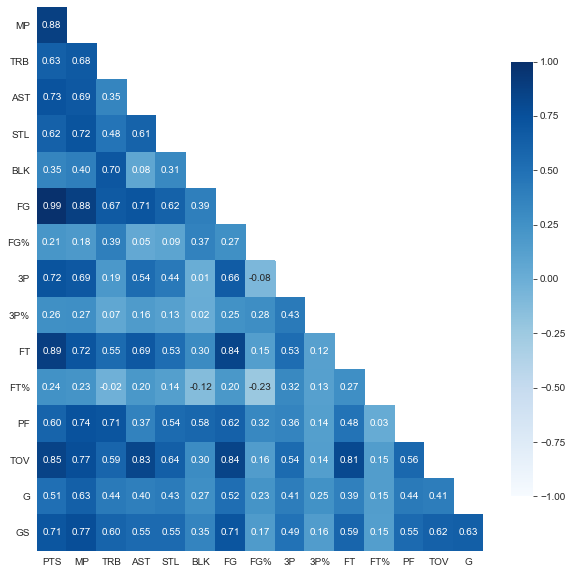 MP 0.88
TRB 0.63 0.68
1.00
AST 0.73 0.69 0.35
0.75
STL 0.62 0.72 0.48 0.61
BLK 0.35 0.40 0.70 0.08 0.31
0.50
FG 0.99 0.88 0.67 0.71 0.62 0.39
FG% 0.21 0.18 0.39 0.05 0.09 0.37 0.27
0.25
3P 0.72 0.69 0.19 0.54 0.44 0.01 0.66 -0.08
0.00
3P% 0.26 0.27 0.07 0.16 0.13 0.02 0.25 0.28 0.43
−0.25
FT 0.89 0.72 0.55 0.69 0.53 0.30 0.84 0.15 0.53 0.12
FT% 0.24 0.23 -0.02 0.20 0.14 -0.12 0.20 -0.23 0.32 0.13 0.27
−0.50
PF 0.60 0.74 0.71 0.37 0.54 0.58 0.62 0.32 0.36 0.14 0.48 0.03
−0.75
TOV 0.85 0.77 0.59 0.83 0.64 0.30 0.84 0.16 0.54 0.14 0.81 0.15 0.56
G 0.51 0.63 0.44 0.40 0.43 0.27 0.52 0.23 0.41 0.25 0.39 0.15 0.44 0.41
−1.00
GS 0.71 0.77 0.60 0.55 0.55 0.35 0.71 0.17 0.49 0.16 0.59 0.15 0.55 0.62 0.63
PTS MP TRB AST STL BLK FG FG% 3P 3P% FT FT% PF TOV G